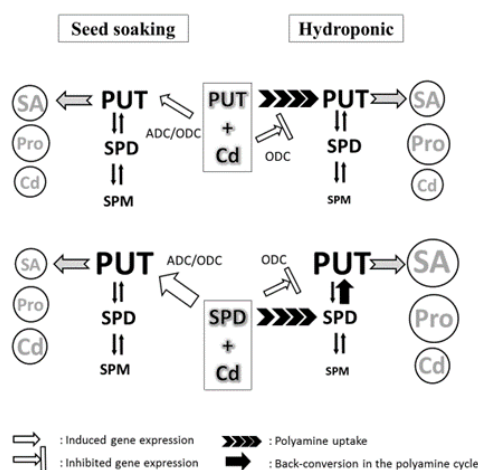 Seed soaking
Hydroponic
SA PUT PUT PUT SA
ADC/ODC
Pro + ODC Pro
SPD Cd SPD
Cd Cd
SPM SPM
ADC/ODC ODC
SA PUT PUT SA
Pro SPD SPD SPD Pro
+
Cd Cd Cd
SPM SPM
: Induced gene expression : Polyamine uptake
: Inhibited gene expression : Back-conversion in the polyamine cycle